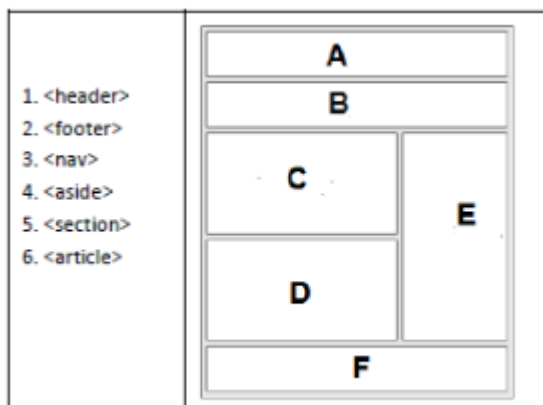 1. <header>
2. <footer>
3. <nav>
4. <aside>
5. <section>
6. <article>
A
B
C
E
D
F